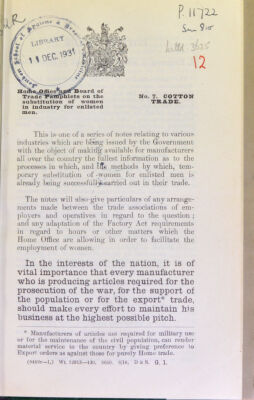 P. 18722
LIBRARY
11 DEC. 1931
12
Home Office and Board of
Trade Pamphlets on the
substitution of women
in industry for enlisted
men.
No. 7. COTTON
TRADE.
This is one of a series of notes relating to various
industries which are being issued by the Government
with the object of making available for manufacturers
all over the country the fullest information as to the
processes in which, and the methods by which, tem-
porary substitution of women for enlisted men is
already being successfully carried out in their trade.
The notes will also give particulars of any arrange-
ments made between the trade associations of em-
ployers and operatives in regard to the question;
and any adaptation of the Factory Act requirements
in regard to hours or other matters which the
Home Office are allowing in order to facilitate the
employment of women.
In the interests of the nation, it is of
vital importance that every manufacturer
who is producing articles required for the
prosecution of the war, for the support of
the population or for the export* trade,
should make every effort to maintain his
business at the highest possible pitch.
* Manufacturers of articles not required for military use
or for the maintenance of the civil population, can render
material service to the country by giving preference to
Export orders as against those for purely Home trade.
D & S. G. 1.